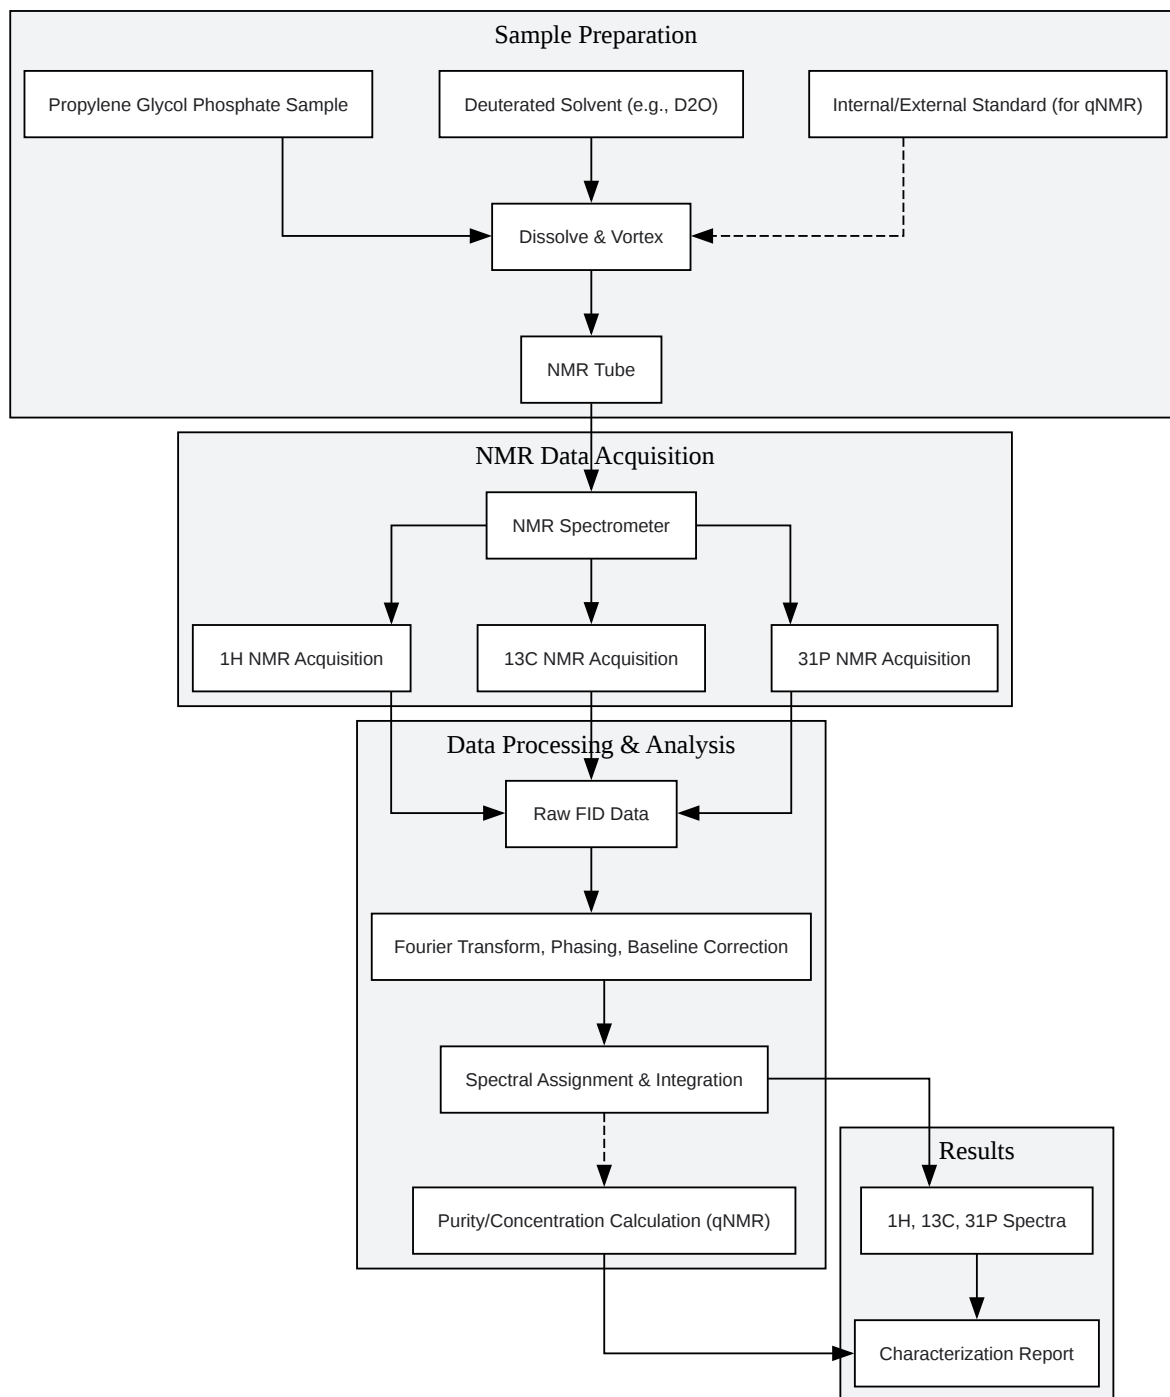 Sample Preparation
Propylene Glycol Phosphate Sample
Deuterated Solvent (e.g., D2O)
Internal/External Standard (for qNMR)
Dissolve & Vortex
NMR Tube
NMR Data Acquisition
NMR Spectrometer
1H NMR Acquisition
13C NMR Acquisition
31P NMR Acquisition
Data Processing & Analysis
Raw FID Data
Fourier Transform, Phasing, Baseline Correction
Spectral Assignment & Integration
Results
Purity/Concentration Calculation (qNMR)
1H, 13C, 31P Spectra
Characterization Report